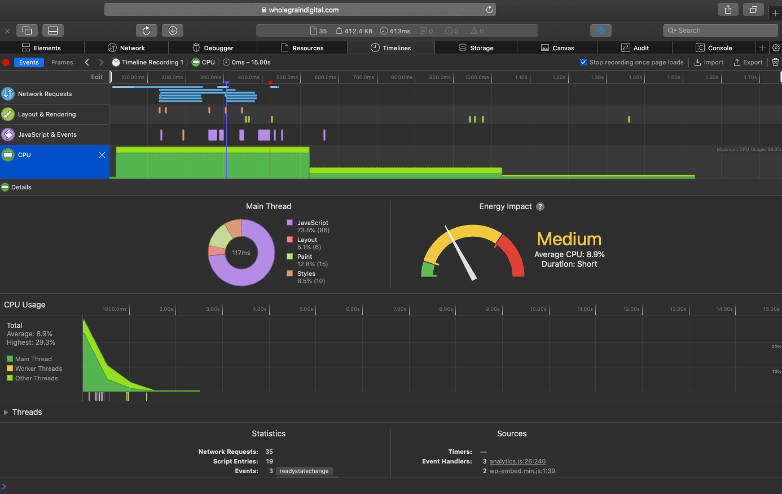 wholegraindigital.com
35 412.4 KB 413ms 0 0 0
Search
Elements Network Debugger Resources Timelines Storage Canvas Audit Console
Events Frames Timeline Recording 1 CPU 0ms – 15.00s Stop recording once page loads Import Export
Edit 100.0ms 200.0ms 300.0ms 400.0ms 500.0ms 600.0ms 700.0ms 800.0ms 900.0ms 1.00s 1.10s 1.20s 1.30s 1.40s 1.50s 1.60s 1.70s
Network Requests
Layout & Rendering
JavaScript & Events
CPU
Maximum CPU Usage: 29.3%
Details
Main Thread
117ms
JavaScript
73.5% (86)
Layout
5.1% (6)
Paint
12.8% (15)
Styles
8.5% (10)
Energy Impact ?
Medium
Average CPU: 8.9%
Duration: Short
CPU Usage
1000.0ms 2.00s 3.00s 4.00s 5.00s 6.00s 7.00s 8.00s 9.00s 10.00s 11.00s 12.00s 13.00s 14.00s 15.00s
Total
Average: 8.9%
Highest: 29.3%
Main Thread
Worker Threads
Other Threads
20%
10%
Threads
Statistics
Network Requests: 35
Script Entries: 19
Events: 3 readystatechange
Sources
Timers: —
Event Handlers: 3 analytics.js:26:240
2 wp-embed.min.js:1:39